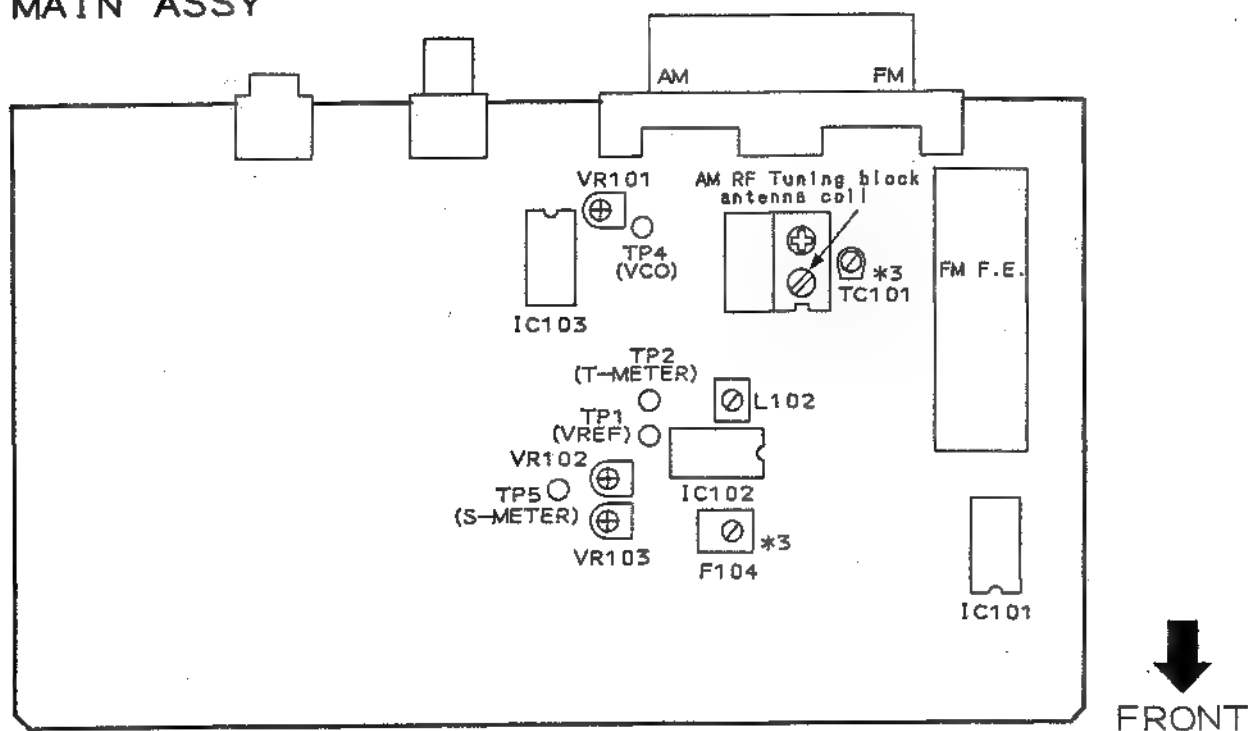 MAIN ASSY
AM
FM
VR101
AM RF Tuning block
antenna coil
TP4
(VCO)
*3
TC101
FM F.E.
IC103
TP2
(T-METER)
L102
TP1
(VREF)
VR102
TP5
(S-METER)
IC102
*3
VR103
F104
IC101
FRONT